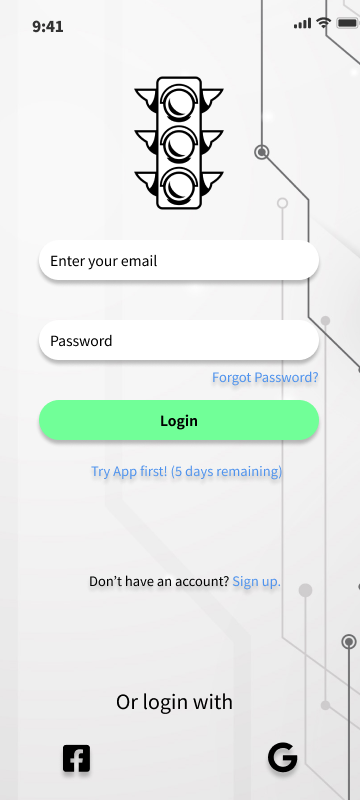 9:41
Enter your email
Password
Forgot Password?
Login
Try App first! (5 days remaining)
Don’t have an account? Sign up.
Or login with